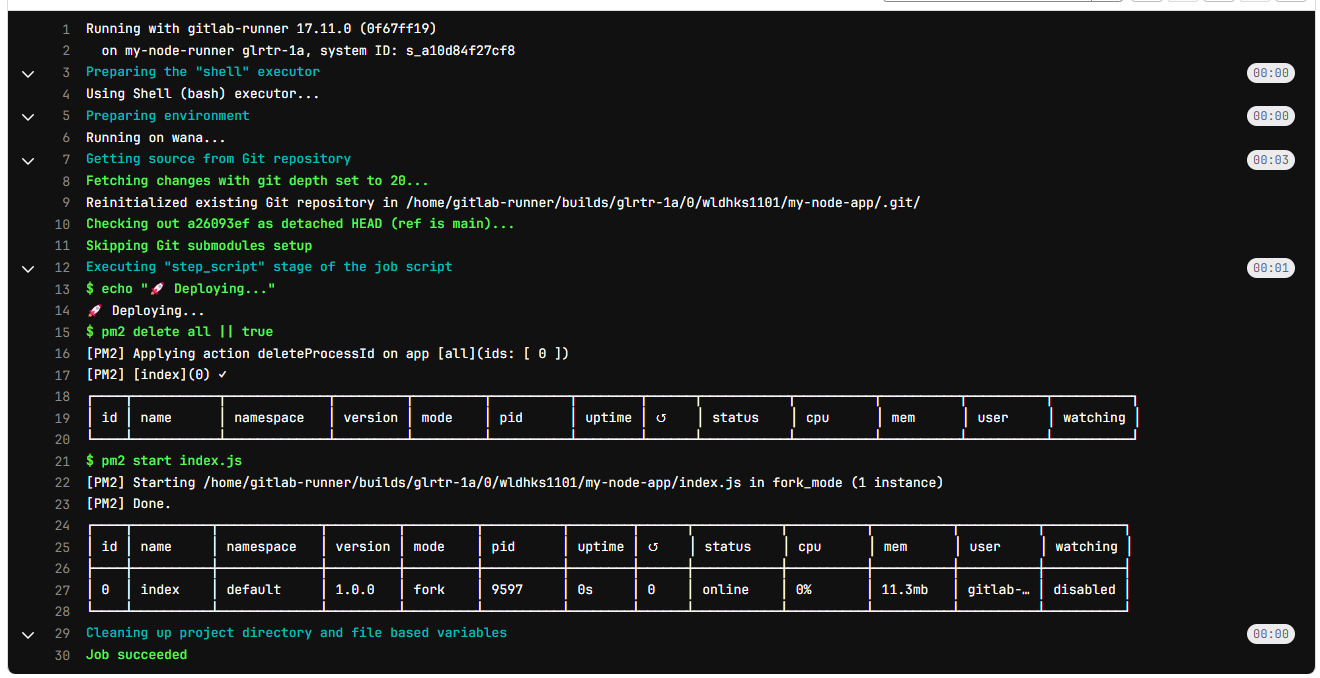 1 Running with gitlab-runner 17.11.0 (0f67ff19)
2 on my-node-runner glrtr-1a, system ID: s_a10d84f27cf8
3 Preparing the "shell" executor 00:00
4 Using Shell (bash) executor...
5 Preparing environment 00:00
6 Running on wana...
7 Getting source from Git repository 00:03
8 Fetching changes with git depth set to 20...
9 Reinitialized existing Git repository in /home/gitlab-runner/builds/glrtr-1a/0/wldhks1101/my-node-app/.git/
10 Checking out a26093ef as detached HEAD (ref is main)...
11 Skipping Git submodules setup
12 Executing "step_script" stage of the job script 00:01
13 $ echo "🚀 Deploying..."
14 🚀 Deploying...
15 $ pm2 delete all || true
16 [PM2] Applying action deleteProcessId on app [all](ids: [ 0 ])
17 [PM2] [index](0) ✓
18
19 │ id │ name │ namespace │ version │ mode │ pid │ uptime │ ↺ │ status │ cpu │ mem │ user │ watching │
20
21 $ pm2 start index.js
22 [PM2] Starting /home/gitlab-runner/builds/glrtr-1a/0/wldhks1101/my-node-app/index.js in fork_mode (1 instance)
23 [PM2] Done.
24
25 │ id │ name │ namespace │ version │ mode │ pid │ uptime │ ↺ │ status │ cpu │ mem │ user │ watching │
26
27 │ 0 │ index │ default │ 1.0.0 │ fork │ 9597 │ 0s │ 0 │ online │ 0% │ 11.3mb │ gitlab-… │ disabled │
28
29 Cleaning up project directory and file based variables 00:00
30 Job succeeded